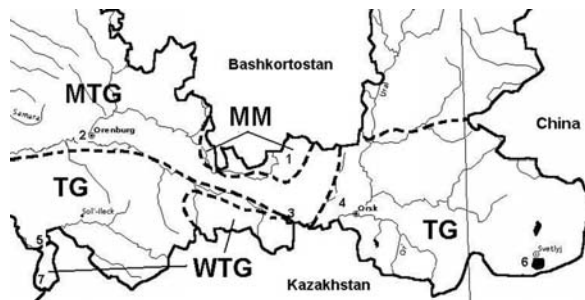 Bashkortostan
MTG
MM
Samara
2
Orenburg
Ural
China
1
TG
Sol'-Ileck
3
4
Orsk
TG
5
WTG
Or'
Svetlyj
6
7
Kazakhstan